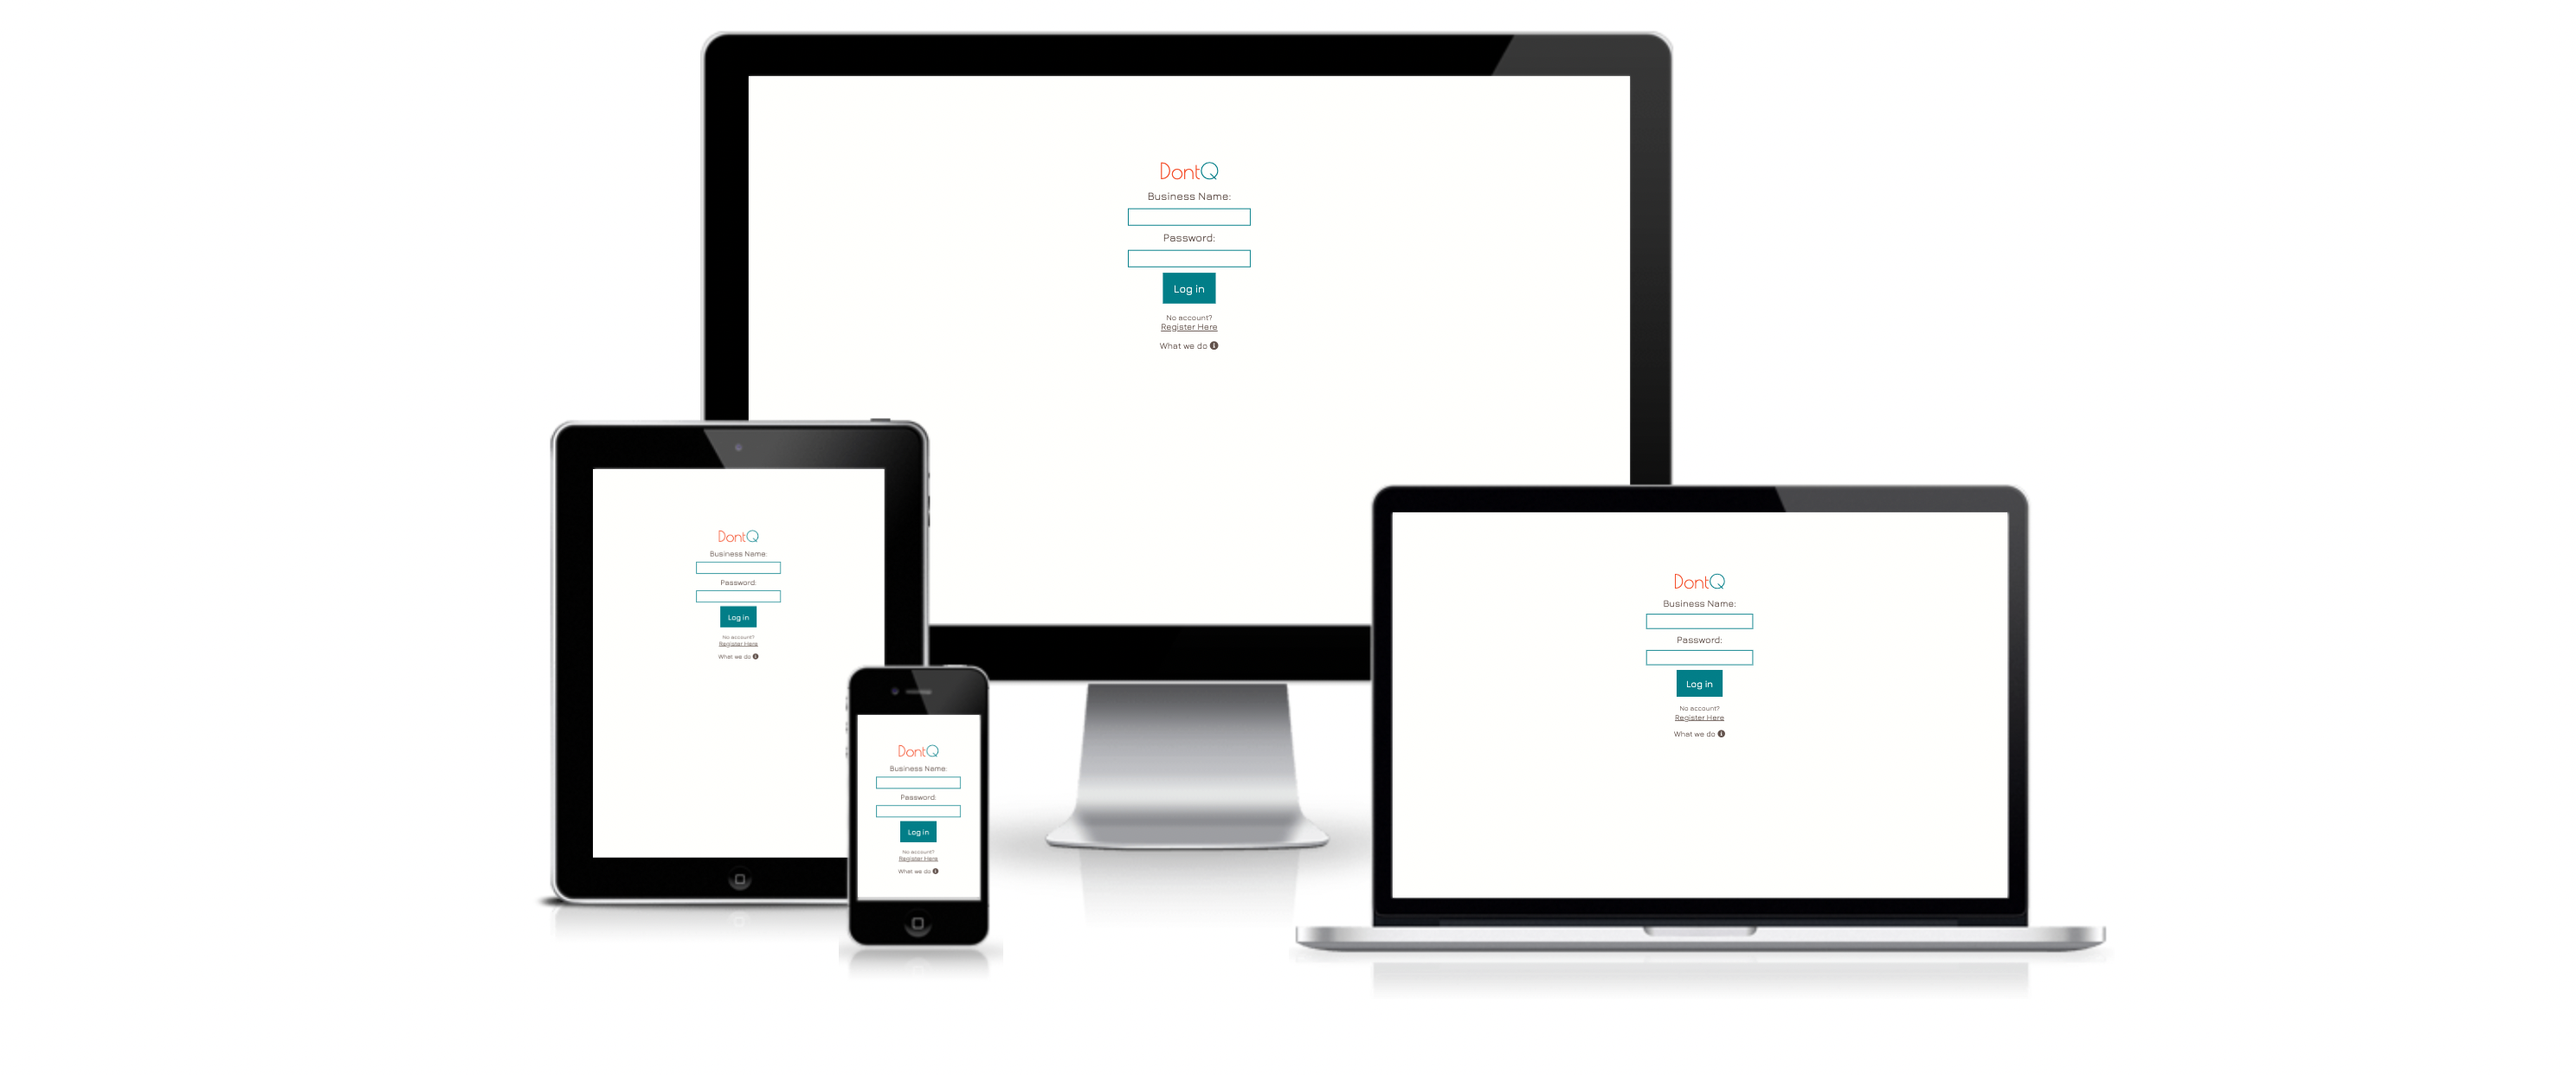 DontQ
Business Name:
Password:
Log in
No account?
Register Here
What we do
DontQ
Business Name:
Password:
Log in
No account?
Register Here
What we do
DontQ
Business Name:
Password:
Log in
No account?
Register Here
What we do
DontQ
Business Name:
Password:
Log in
No account?
Register Here
What we do